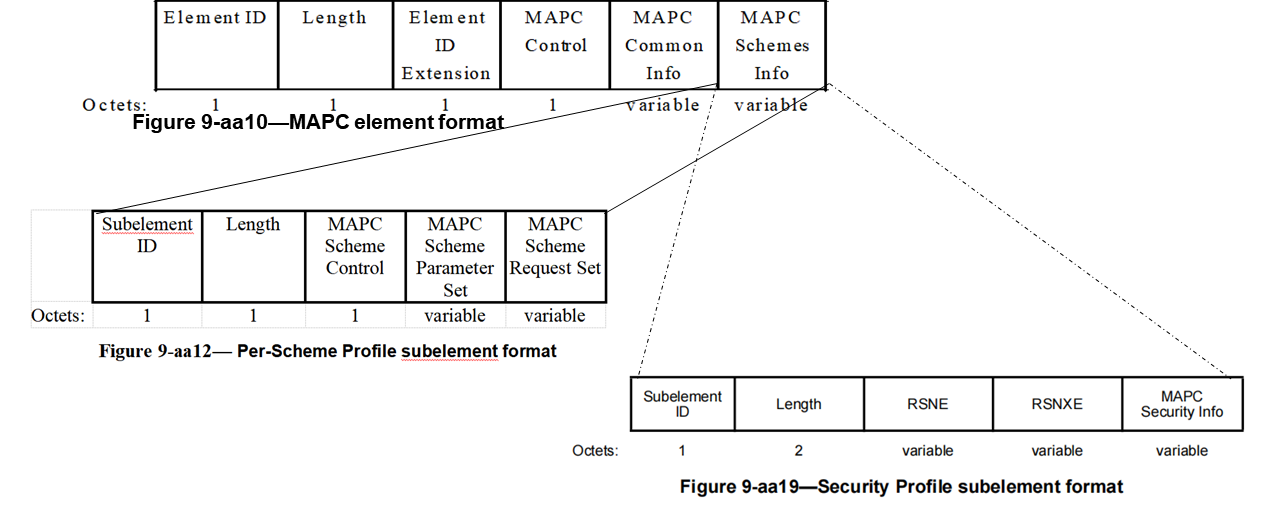 Element ID Length Element ID Extension MAPC Control MAPC Common Info MAPC Schemes Info
Octets: 1 1 1 1 variable variable
Figure 9-aa10—MAPC element format
Subelement ID Length MAPC Scheme Control MAPC Scheme Parameter Set MAPC Scheme Request Set
Octets: 1 1 1 variable variable
Figure 9-aa12— Per-Scheme Profile subelement format
Subelement ID Length RSNE RSNXE MAPC Security Info
Octets: 1 2 variable variable variable
Figure 9-aa19—Security Profile subelement format